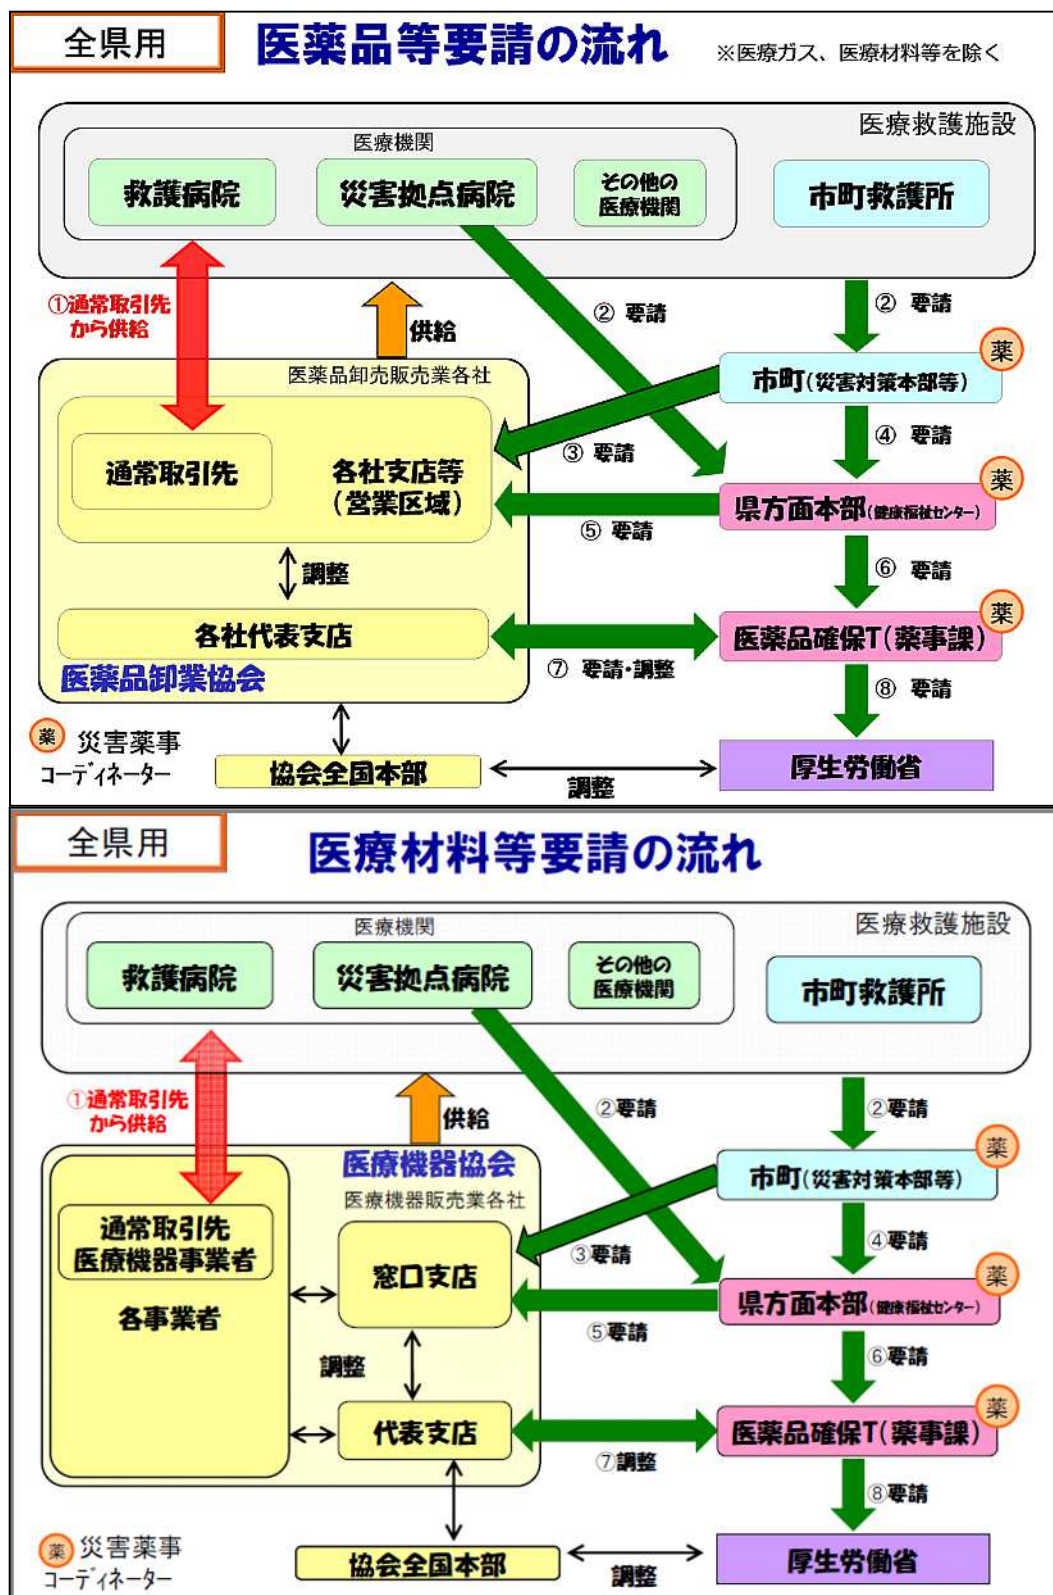 全県用
医薬品等要請の流れ
※医療ガス、医療材料等を除く
医療救護施設
医療機関
救護病院
災害拠点病院
その他の
医療機関
市町救護所
①通常取引先
から供給
供給
② 要請
② 要請
医薬品卸売販売業各社
市町(災害対策本部等)
薬
通常取引先
各社支店等
(営業区域)
③ 要請
④ 要請
県方面本部(健康福祉センター)
薬
⑤ 要請
調整
⑥ 要請
各社代表支店
医薬品確保T(薬事課)
薬
⑦ 要請・調整
医薬品卸業協会
⑧ 要請
薬 災害薬事
コーディネーター
協会全国本部
調整
厚生労働省
全県用
医療材料等要請の流れ
医療救護施設
医療機関
救護病院
災害拠点病院
その他の
医療機関
市町救護所
①通常取引先
から供給
供給
②要請
②要請
医療機器協会
医療機器販売業各社
市町(災害対策本部等)
薬
通常取引先
医療機器事業者
各事業者
窓口支店
③要請
④要請
県方面本部(健康福祉センター)
薬
⑤要請
調整
⑥要請
代表支店
医薬品確保T(薬事課)
薬
⑦調整
⑧要請
薬 災害薬事
コーディネーター
協会全国本部
調整
厚生労働省